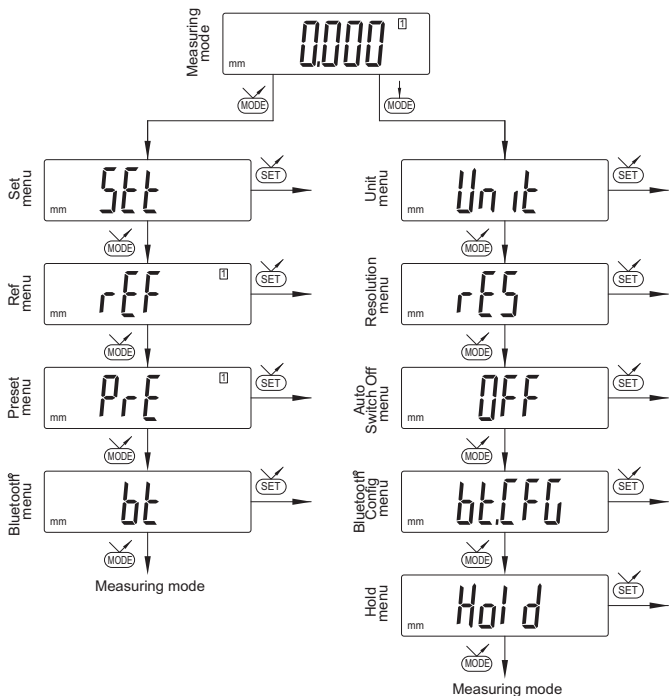 Measuring
mode
mm
0.000
1
MODE
MODE
Set
menu
mm
SEt
SET
MODE
Ref
menu
mm
rEF
1
SET
MODE
Preset
menu
mm
PrE
1
SET
MODE
Bluetooth®
menu
mm
bt
SET
MODE
Measuring mode
Unit
menu
mm
Unit
SET
MODE
Resolution
menu
mm
rES
SET
MODE
Auto
Switch Off
menu
mm
OFF
SET
MODE
Bluetooth®
Config
menu
mm
bt.CFG
SET
MODE
Hold
menu
mm
Hold
SET
MODE
Measuring mode